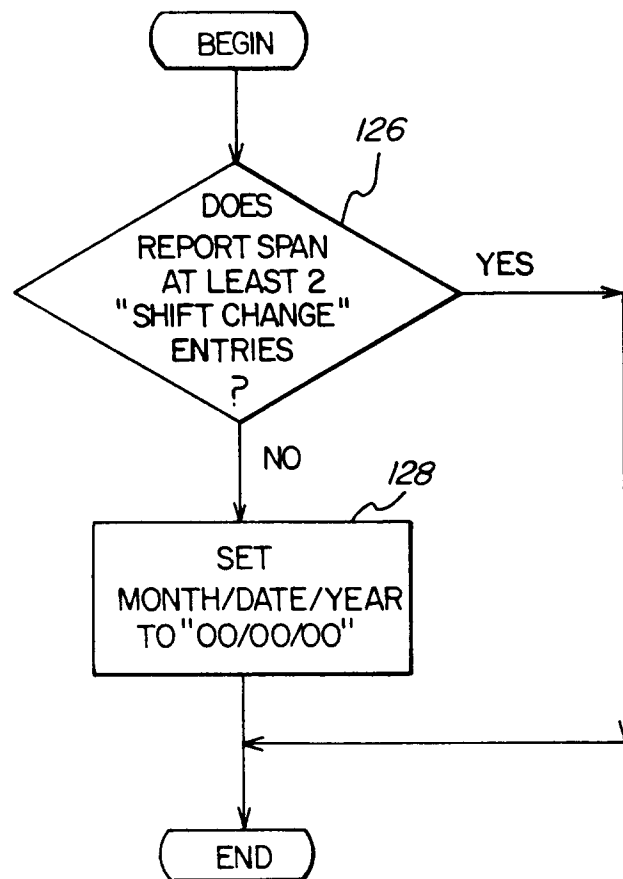 BEGIN
126
DOES
REPORT SPAN
AT LEAST 2
"SHIFT CHANGE"
ENTRIES
?
YES
NO
128
SET
MONTH/DATE/YEAR
TO "00/00/00"
END